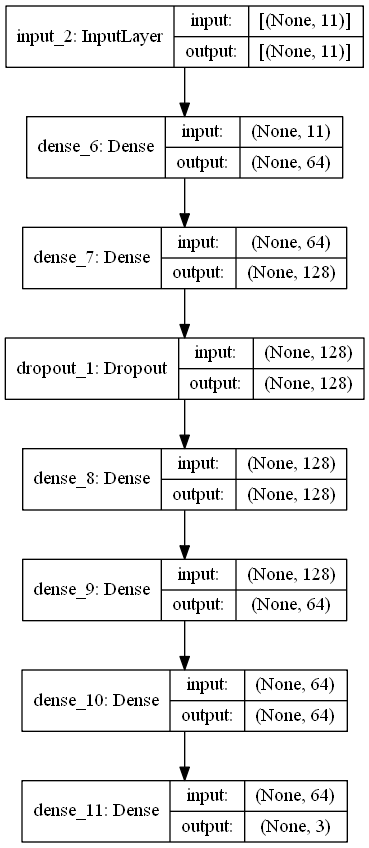 input_2: InputLayer
input: [(None, 11)]
output: [(None, 11)]
dense_6: Dense
input: (None, 11)
output: (None, 64)
dense_7: Dense
input: (None, 64)
output: (None, 128)
dropout_1: Dropout
input: (None, 128)
output: (None, 128)
dense_8: Dense
input: (None, 128)
output: (None, 128)
dense_9: Dense
input: (None, 128)
output: (None, 64)
dense_10: Dense
input: (None, 64)
output: (None, 64)
dense_11: Dense
input: (None, 64)
output: (None, 3)